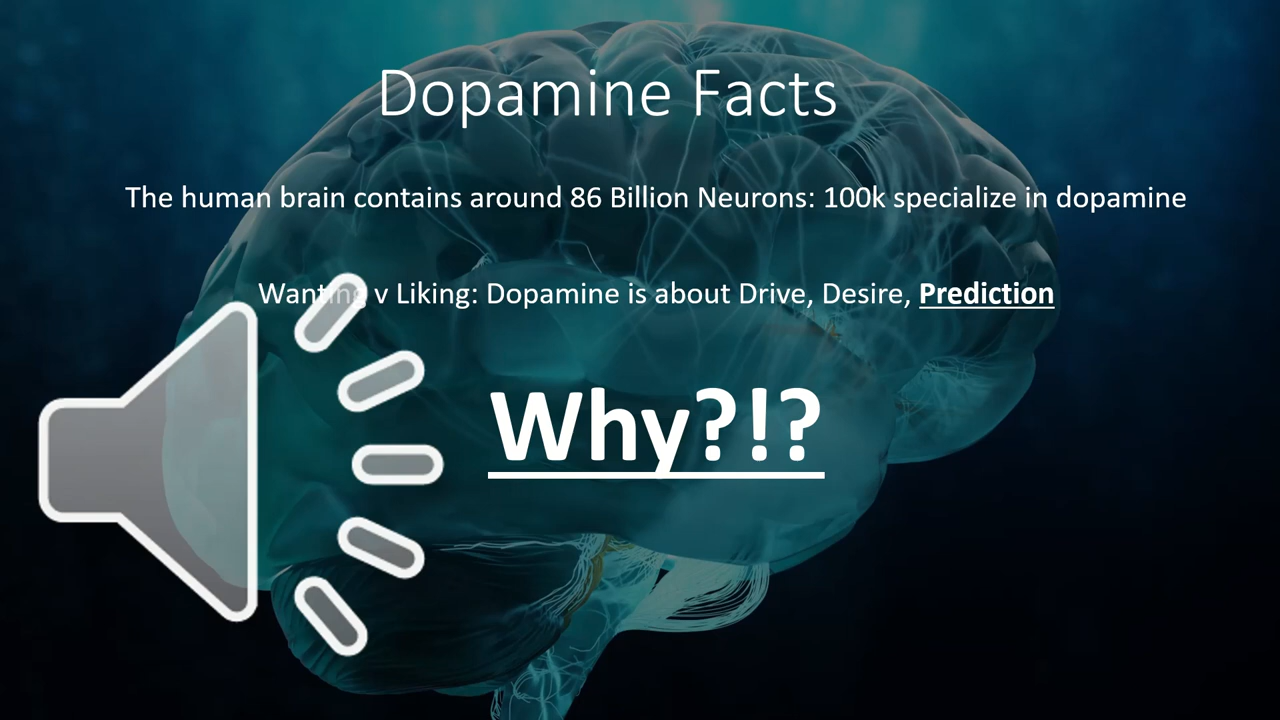 Dopamine Facts
The human brain contains around 86 Billion Neurons: 100k specialize in dopamine
Wanting v Liking: Dopamine is about Drive, Desire, Prediction
Why?!?